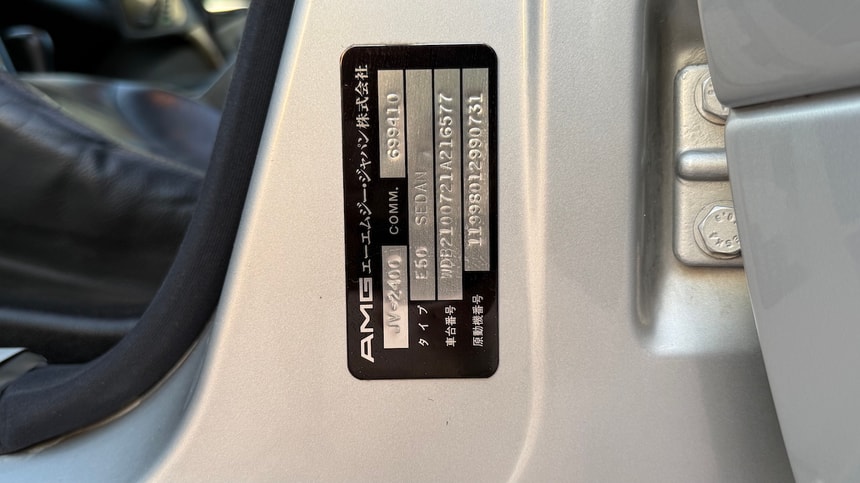 AMG エーエムジー・ジャパン株式会社
JV-2400 COMM. 699410
タイプ E50 SEDAN
車台番号 WDB2100721A216577
原動機番号 11998012990731